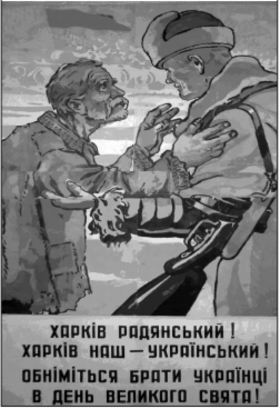 ХАРКІВ РАДЯНСЬКИЙ!
ХАРКІВ НАШ — УКРАЇНСЬКИЙ!
ОБНІМІТЬСЯ БРАТИ УКРАЇНЦІ
В ДЕНЬ ВЕЛИКОГО СВЯТА!